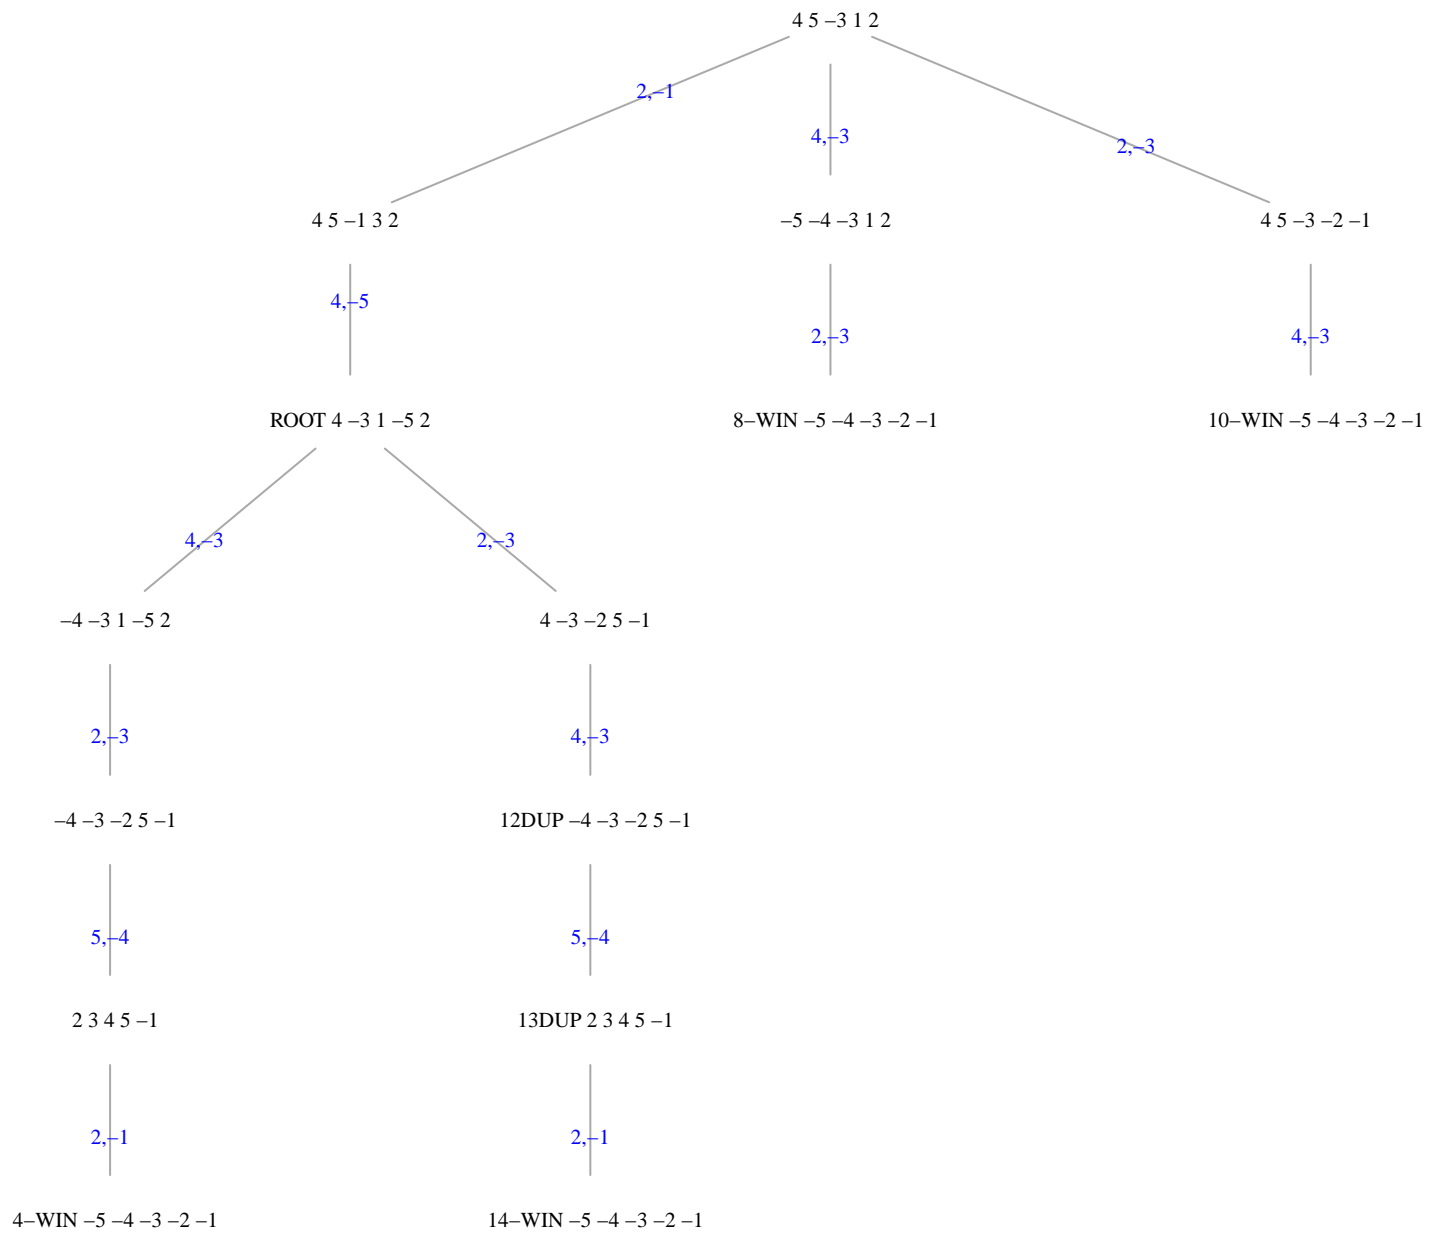 4 5 –3 1 2
2,–1
4,–3
2,–3
4 5 –1 3 2
–5 –4 –3 1 2
4 5 –3 –2 –1
4,–5
2,–3
4,–3
ROOT 4 –3 1 –5 2
8–WIN –5 –4 –3 –2 –1
10–WIN –5 –4 –3 –2 –1
4,–3
2,–3
–4 –3 1 –5 2
4 –3 –2 5 –1
2,–3
4,–3
–4 –3 –2 5 –1
12DUP –4 –3 –2 5 –1
5,–4
5,–4
2 3 4 5 –1
13DUP 2 3 4 5 –1
2,–1
2,–1
4–WIN –5 –4 –3 –2 –1
14–WIN –5 –4 –3 –2 –1